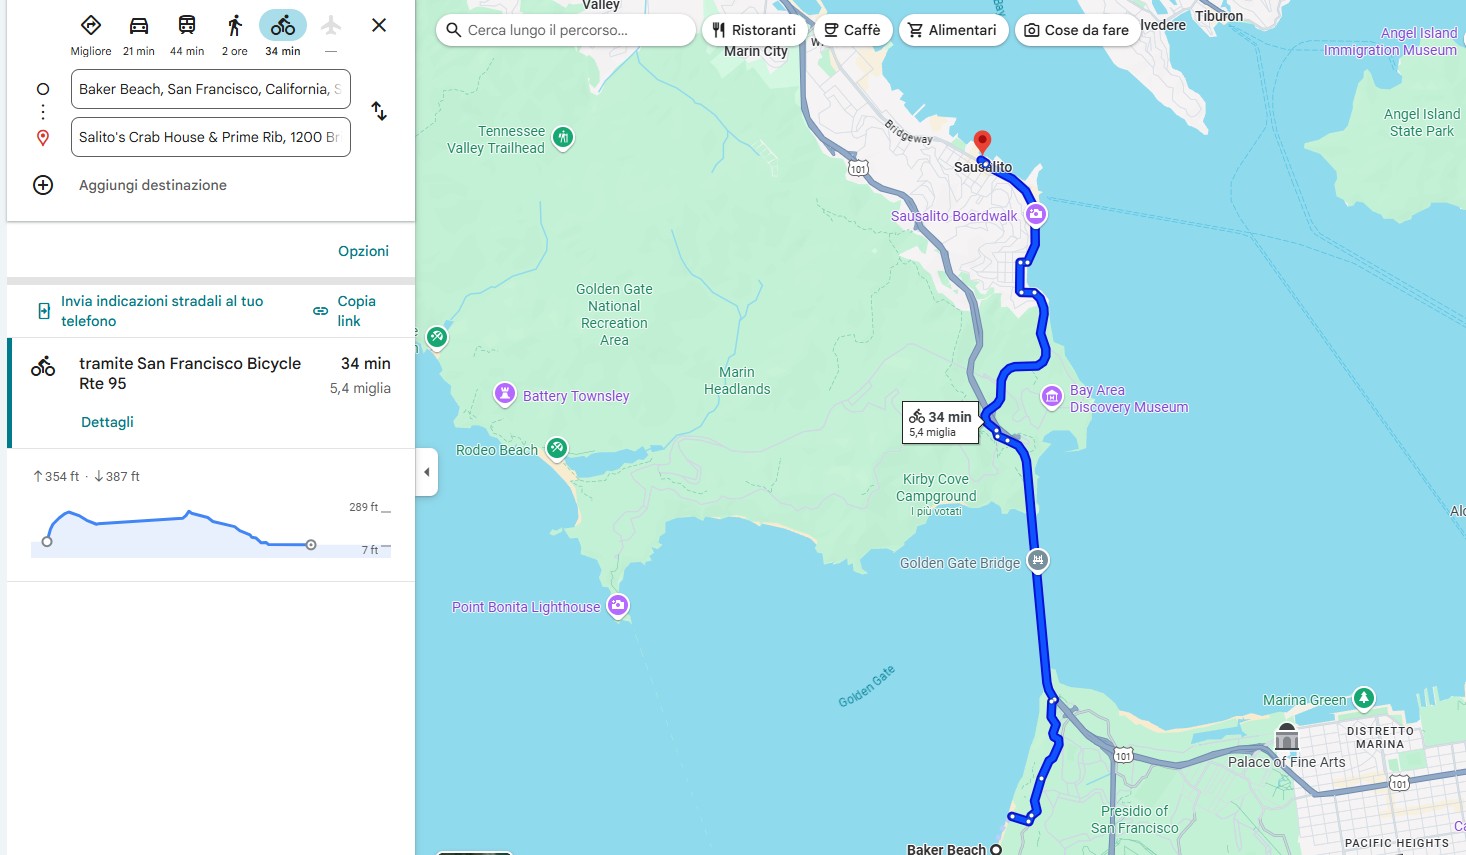 Migliore
21 min
44 min
2 ore
34 min
—
Baker Beach, San Francisco, California, S
Salito's Crab House & Prime Rib, 1200 Br
Aggiungi destinazione
Opzioni
Invia indicazioni stradali al tuo
telefono
Copia
link
tramite San Francisco Bicycle
Rte 95
34 min
5,4 miglia
Dettagli
354 ft · 387 ft
289 ft
7 ft
Cerca lungo il percorso...
Ristoranti
Caffè
Alimentari
Cose da fare
Valley
Marin City
lvedere
Tiburon
Angel Island
Immigration Museum
Angel Island
State Park
Tennessee
Valley Trailhead
Bridgeway
101
Sausalito
Sausalito Boardwalk
Golden Gate
National
Recreation
Area
Marin
Headlands
Battery Townsley
Bay Area
Discovery Museum
34 min
5,4 miglia
Rodeo Beach
Kirby Cove
Campground
I più votati
Golden Gate Bridge
Point Bonita Lighthouse
Golden Gate
Marina Green
DISTRETTO
MARINA
Palace of Fine Arts
101
101
Presidio of
San Francisco
PACIFIC HEIGHTS
Baker Beach